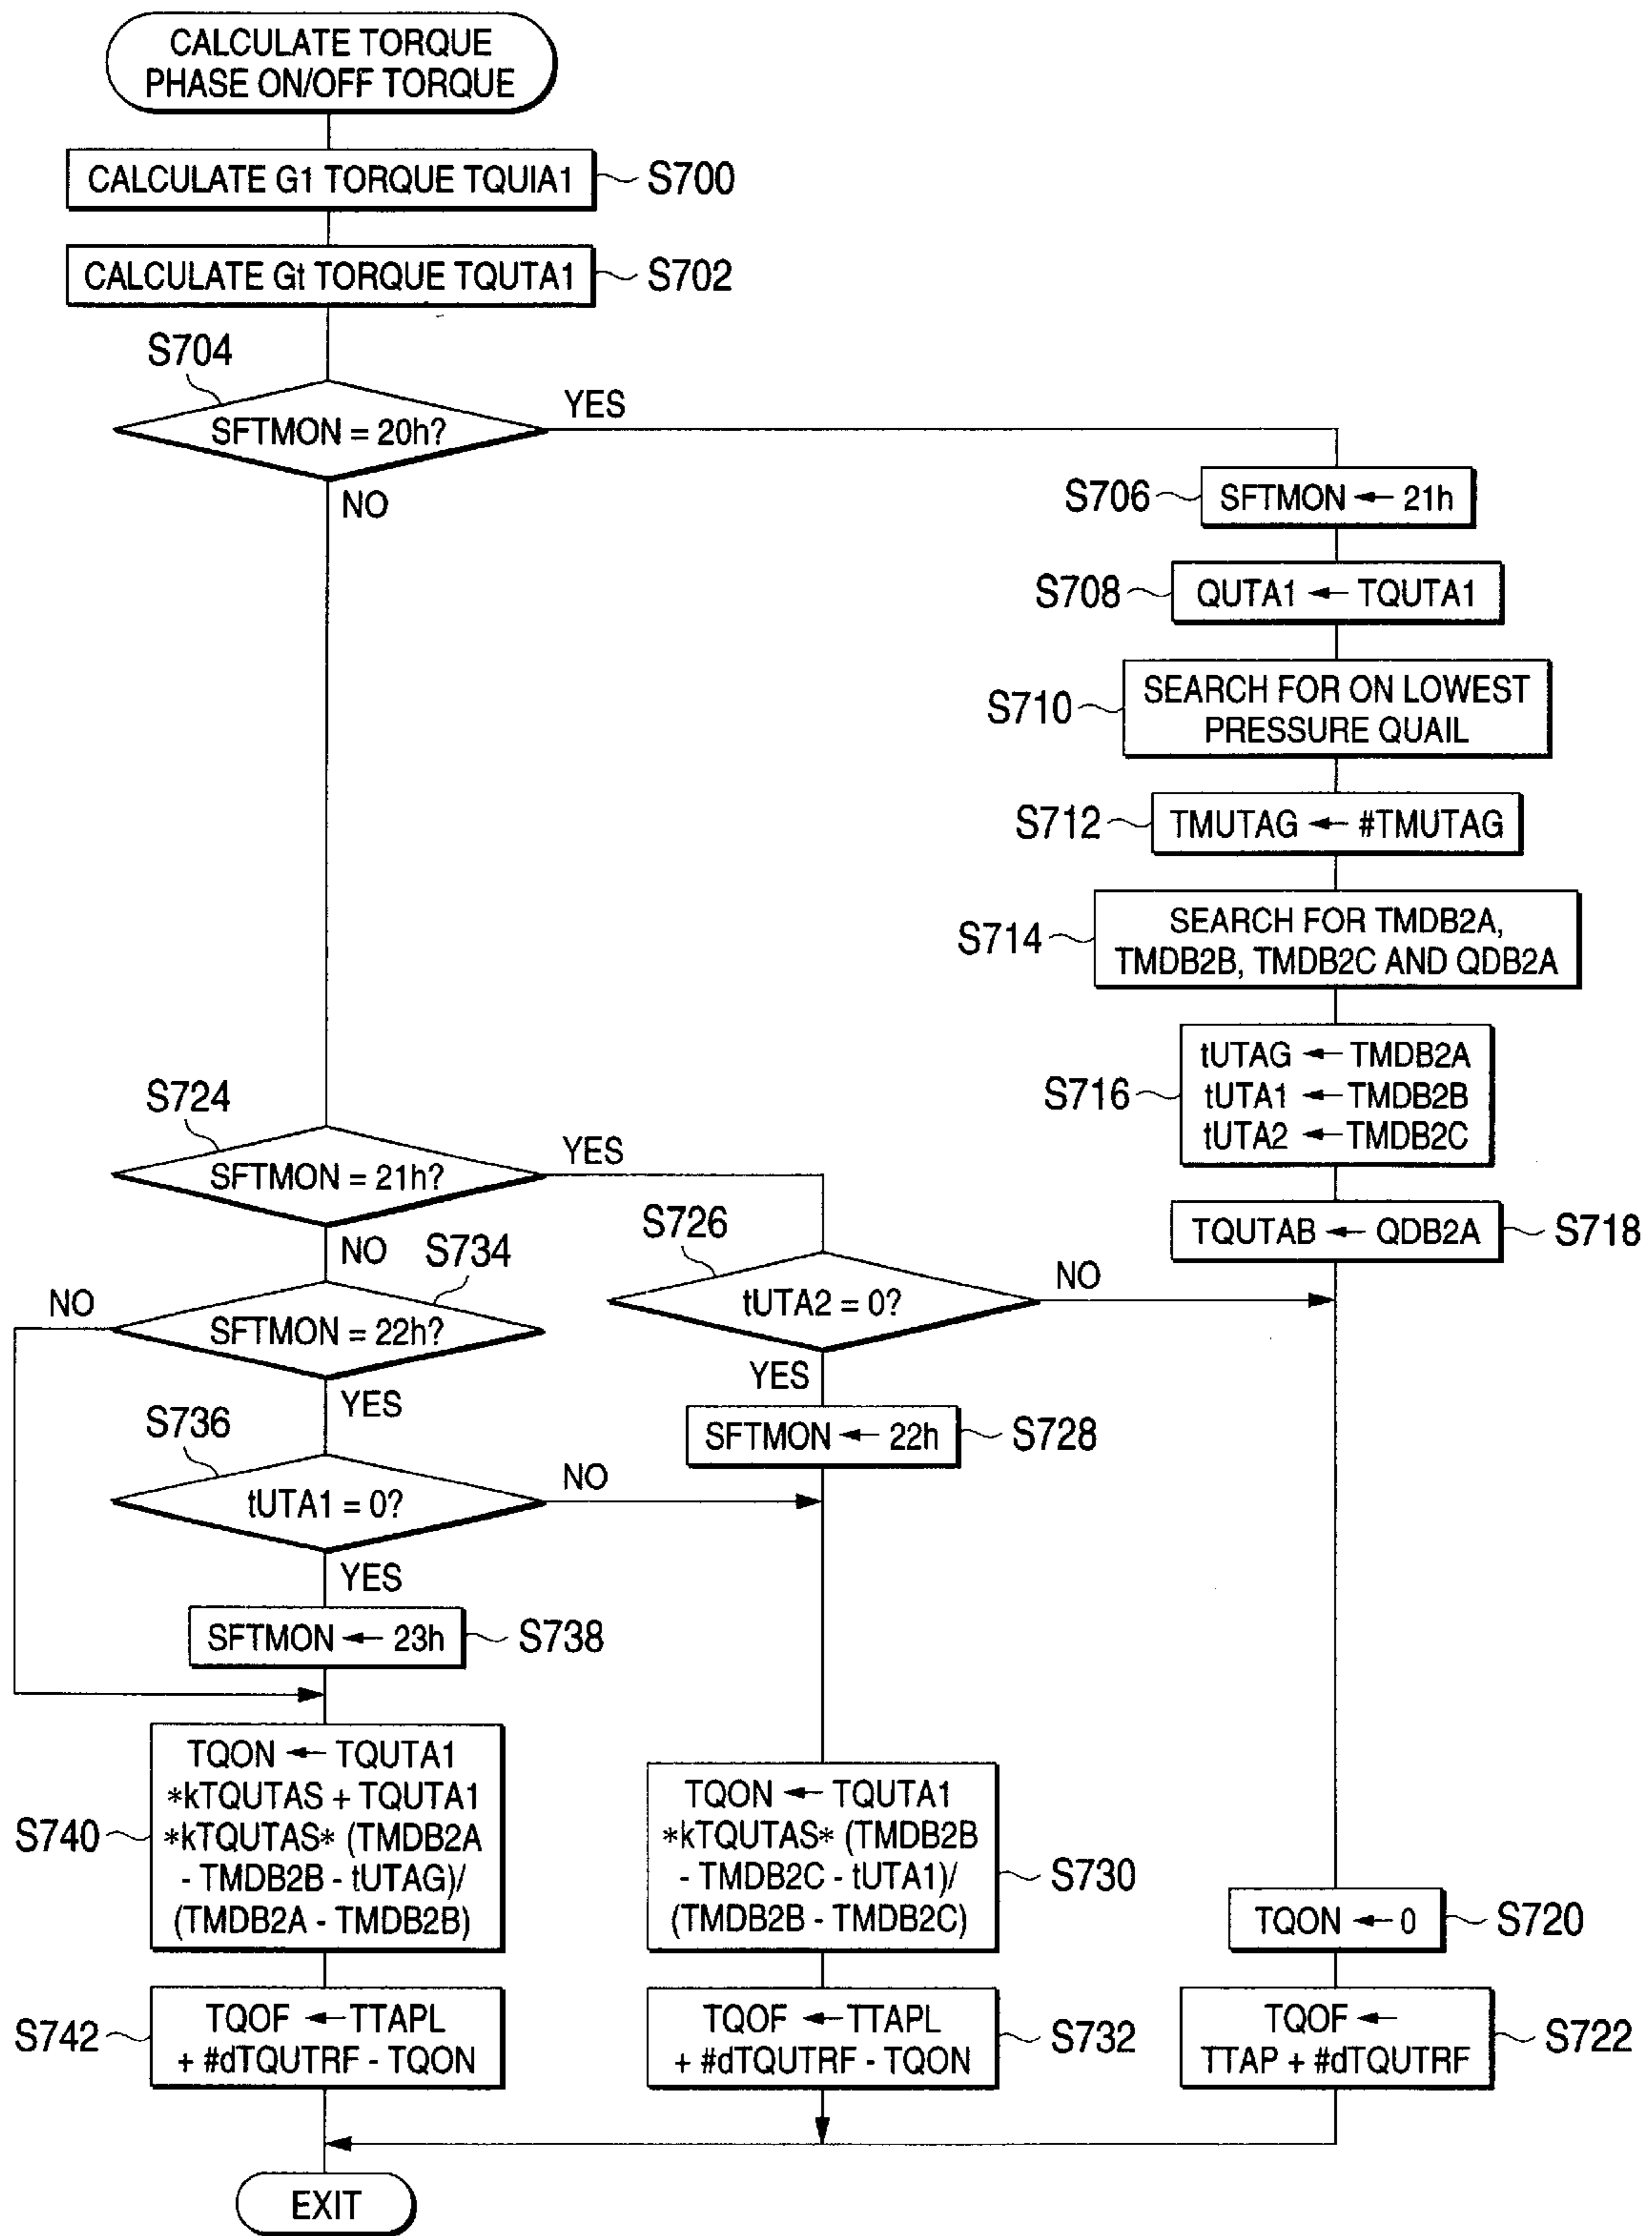 CALCULATE TORQUE
PHASE ON/OFF TORQUE
CALCULATE G1 TORQUE TQUIA1
S700
CALCULATE Gt TORQUE TQUTA1
S702
S704
SFTMON = 20h?
YES
NO
S706
SFTMON ← 21h
S708
QUTA1 ← TQUTA1
S710
SEARCH FOR ON LOWEST
PRESSURE QUAIL
S712
TMUTAG ← #TMUTAG
S714
SEARCH FOR TMDB2A,
TMDB2B, TMDB2C AND QDB2A
S716
tUTAG ← TMDB2A
tUTA1 ← TMDB2B
tUTA2 ← TMDB2C
TQUTAB ← QDB2A
S718
S724
SFTMON = 21h?
YES
NO
S726
tUTA2 = 0?
NO
YES
S734
SFTMON = 22h?
NO
YES
SFTMON ← 22h
S728
S736
tUTA1 = 0?
NO
YES
SFTMON ← 23h
S738
S740
TQON ← TQUTA1
*kTQUTAS + TQUTA1
*kTQUTAS* (TMDB2A
- TMDB2B - tUTAG)/
(TMDB2A - TMDB2B)
TQON ← TQUTA1
*kTQUTAS* (TMDB2B
- TMDB2C - tUTA1)/
(TMDB2B - TMDB2C)
S730
TQON ← 0
S720
S742
TQOF ← TTAPL
+ #dTQUTRF - TQON
TQOF ← TTAPL
+ #dTQUTRF - TQON
S732
TQOF ←
TTAP + #dTQUTRF
S722
EXIT